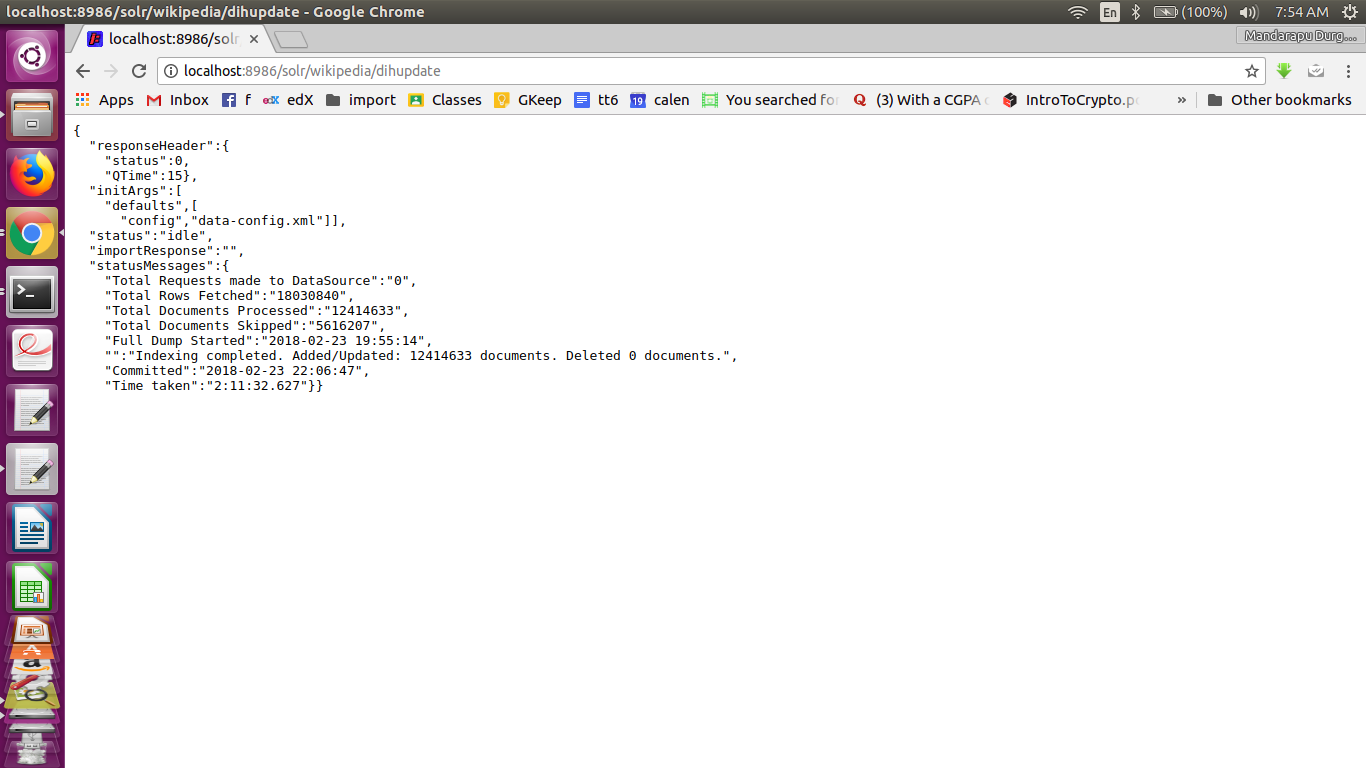 localhost:8986/solr/wikipedia/dihupdate - Google Chrome
En
(100%)
7:54 AM
localhost:8986/solr
Mandarapu Durg...
localhost:8986/solr/wikipedia/dihupdate
Apps
Inbox
f
edX
import
Classes
GKeep
tt6
19
calen
You searched for
(3) With a CGPA
IntroToCrypto.p
»
Other bookmarks
{
"responseHeader":{
"status":0,
"QTime":15},
"initArgs":[
"defaults",[
"config","data-config.xml"]],
"status":"idle",
"importResponse":"",
"statusMessages":{
"Total Requests made to DataSource":"0",
"Total Rows Fetched":"18030840",
"Total Documents Processed":"12414633",
"Total Documents Skipped":"5616207",
"Full Dump Started":"2018-02-23 19:55:14",
"":"Indexing completed. Added/Updated: 12414633 documents. Deleted 0 documents.",
"Committed":"2018-02-23 22:06:47",
"Time taken":"2:11:32.627"}}